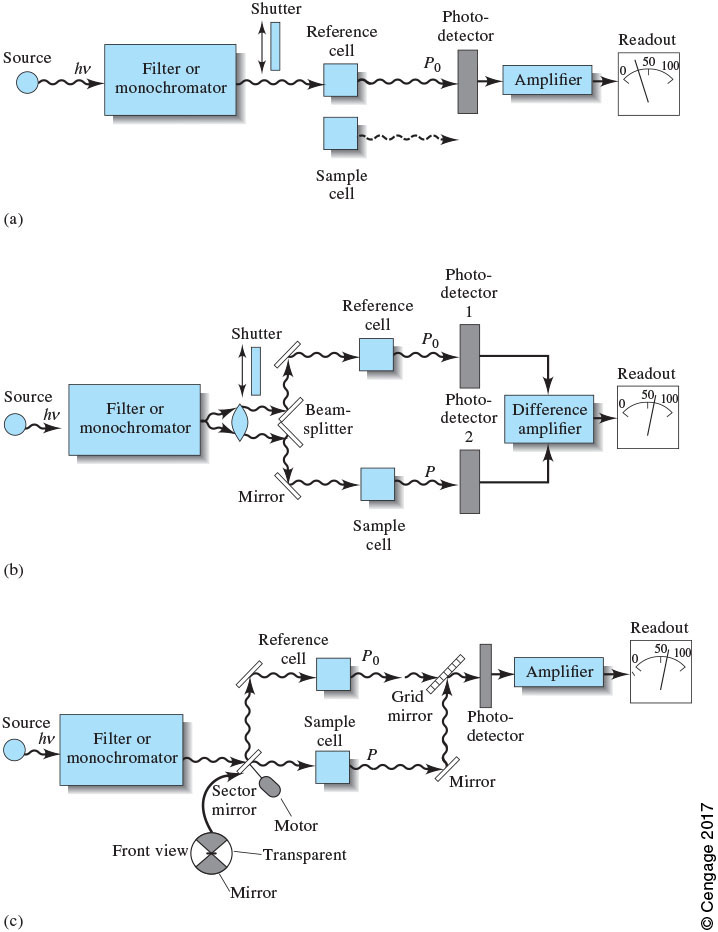 Shutter
Photo-
detector
Reference
cell
Readout
Source
hν
Filter or
monochromator
P0
Amplifier
0 50 100
Sample
cell
(a)
Photo-
detector
1
Reference
cell
P0
Shutter
Readout
Source
hν
Filter or
monochromator
Beam-
splitter
Photo-
detector
2
Difference
amplifier
0 50 100
Mirror
P
Sample
cell
(b)
Readout
Reference
cell
P0
0 50 100
Amplifier
Grid
mirror
Photo-
detector
Source
hν
Filter or
monochromator
Sample
cell
P
Mirror
Sector
mirror
Motor
Front view
Transparent
Mirror
(c)
© Cengage 2017